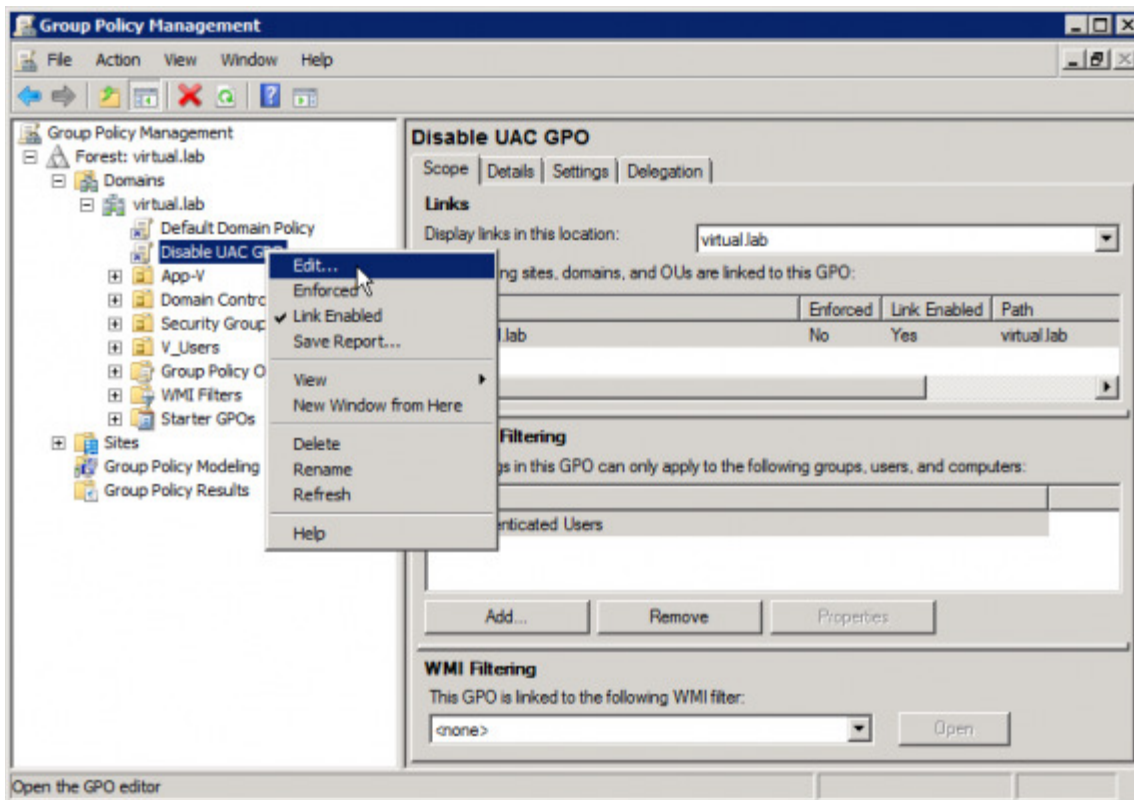 Group Policy Management
File Action View Window Help
Group Policy Management
Forest: virtual.lab
Domains
virtual.lab
Default Domain Policy
Disable UAC
App-V
Domain
Security Group
V_Users
Group Policy
WMI Filters
Starter GPOs
Sites
Group Policy Modeling
Group Policy Results
Edit...
Enforced
Link Enabled
Save Report...
View
New Window from Here
Delete
Rename
Refresh
Help
Disable UAC GPO
Scope Details Settings Delegation
Links
Display links in this location: virtual.lab
sites, domains, and OUs are linked to this GPO:
Enforced Link Enabled Path
No Yes virtual.lab
Filtering
in this GPO can only apply to the following groups, users, and computers:
Users
Add... Remove Properties
WMI Filtering
This GPO is linked to the following WMI filter:
<none> Open
Open the GPO editor